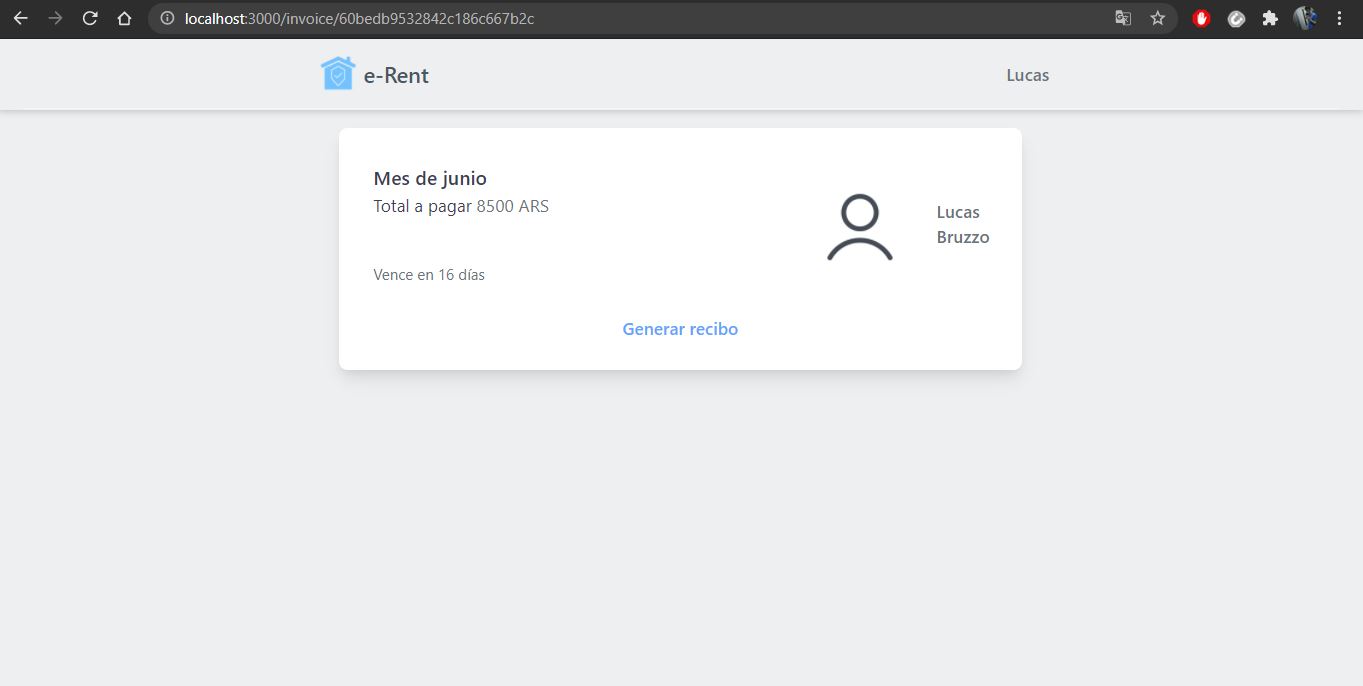 localhost:3000/invoice/60bedb9532842c186c667b2c
e-Rent
Lucas
Mes de junio
Total a pagar 8500 ARS
Lucas
Bruzzo
Vence en 16 días
Generar recibo